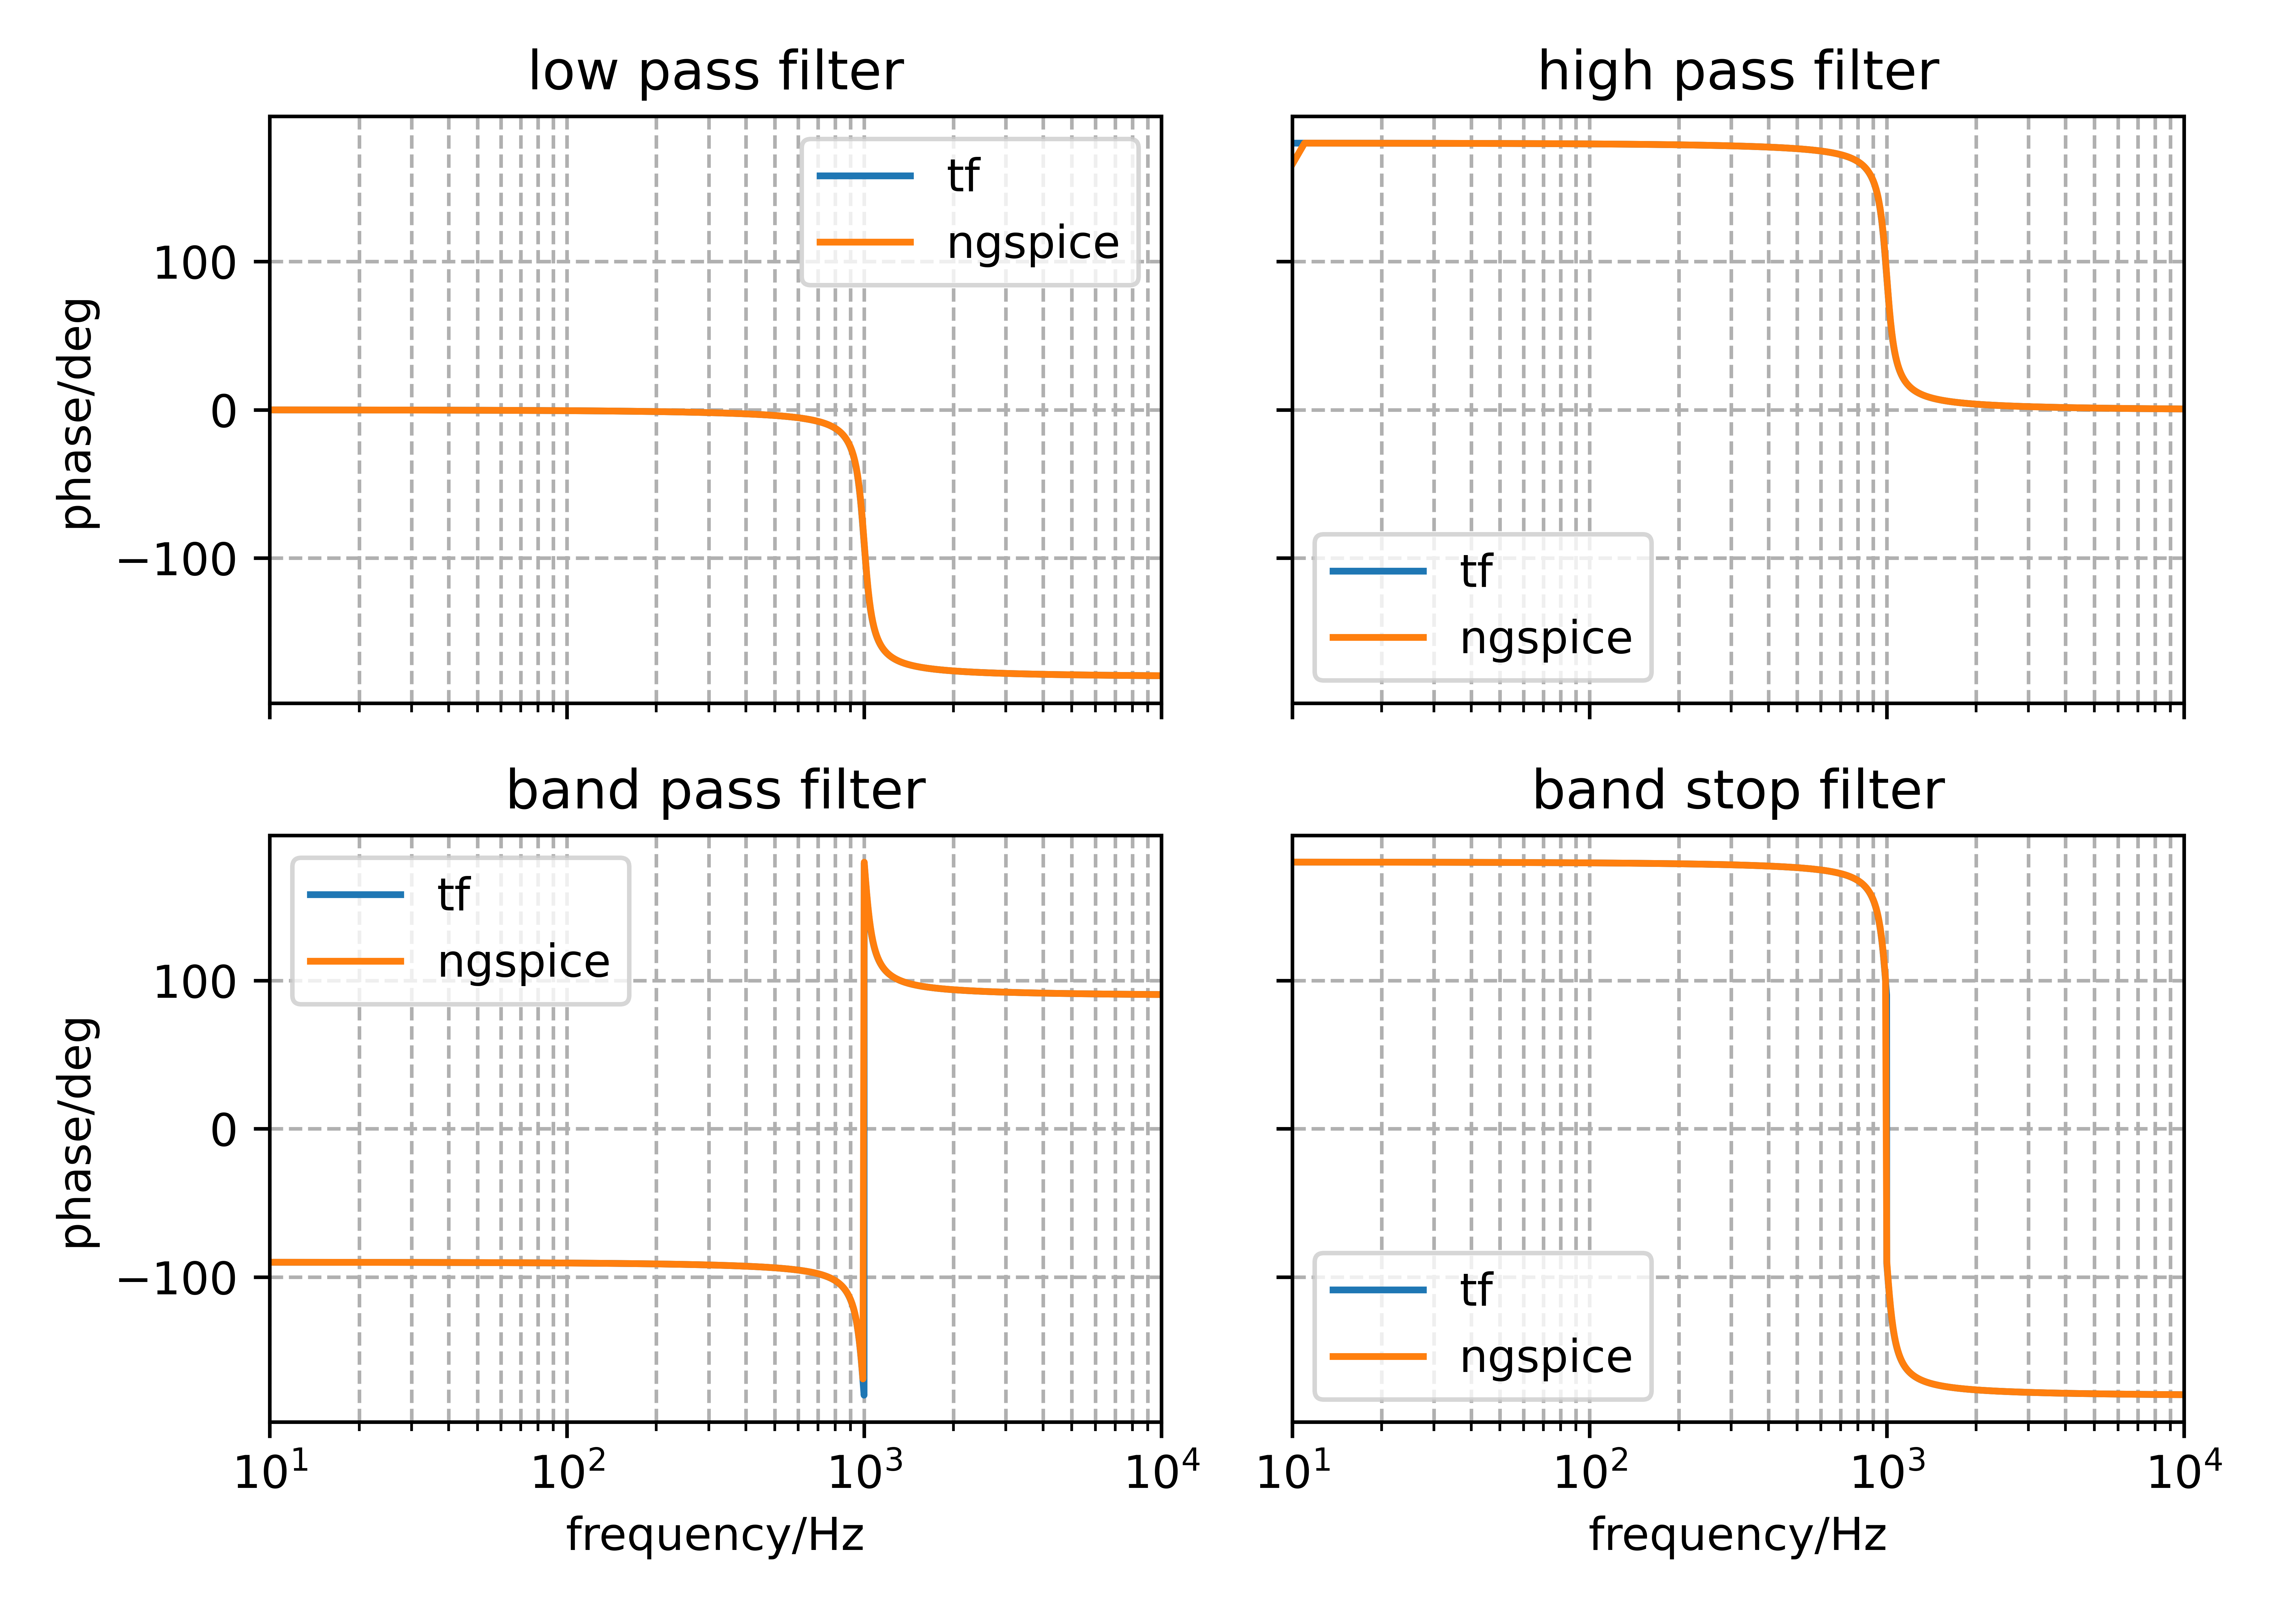 low pass filter
high pass filter
phase/deg
100
0
−100
tf
ngspice
tf
ngspice
band pass filter
band stop filter
phase/deg
100
0
−100
tf
ngspice
tf
ngspice
10¹ 10² 10³ 10⁴
10¹ 10² 10³ 10⁴
frequency/Hz
frequency/Hz